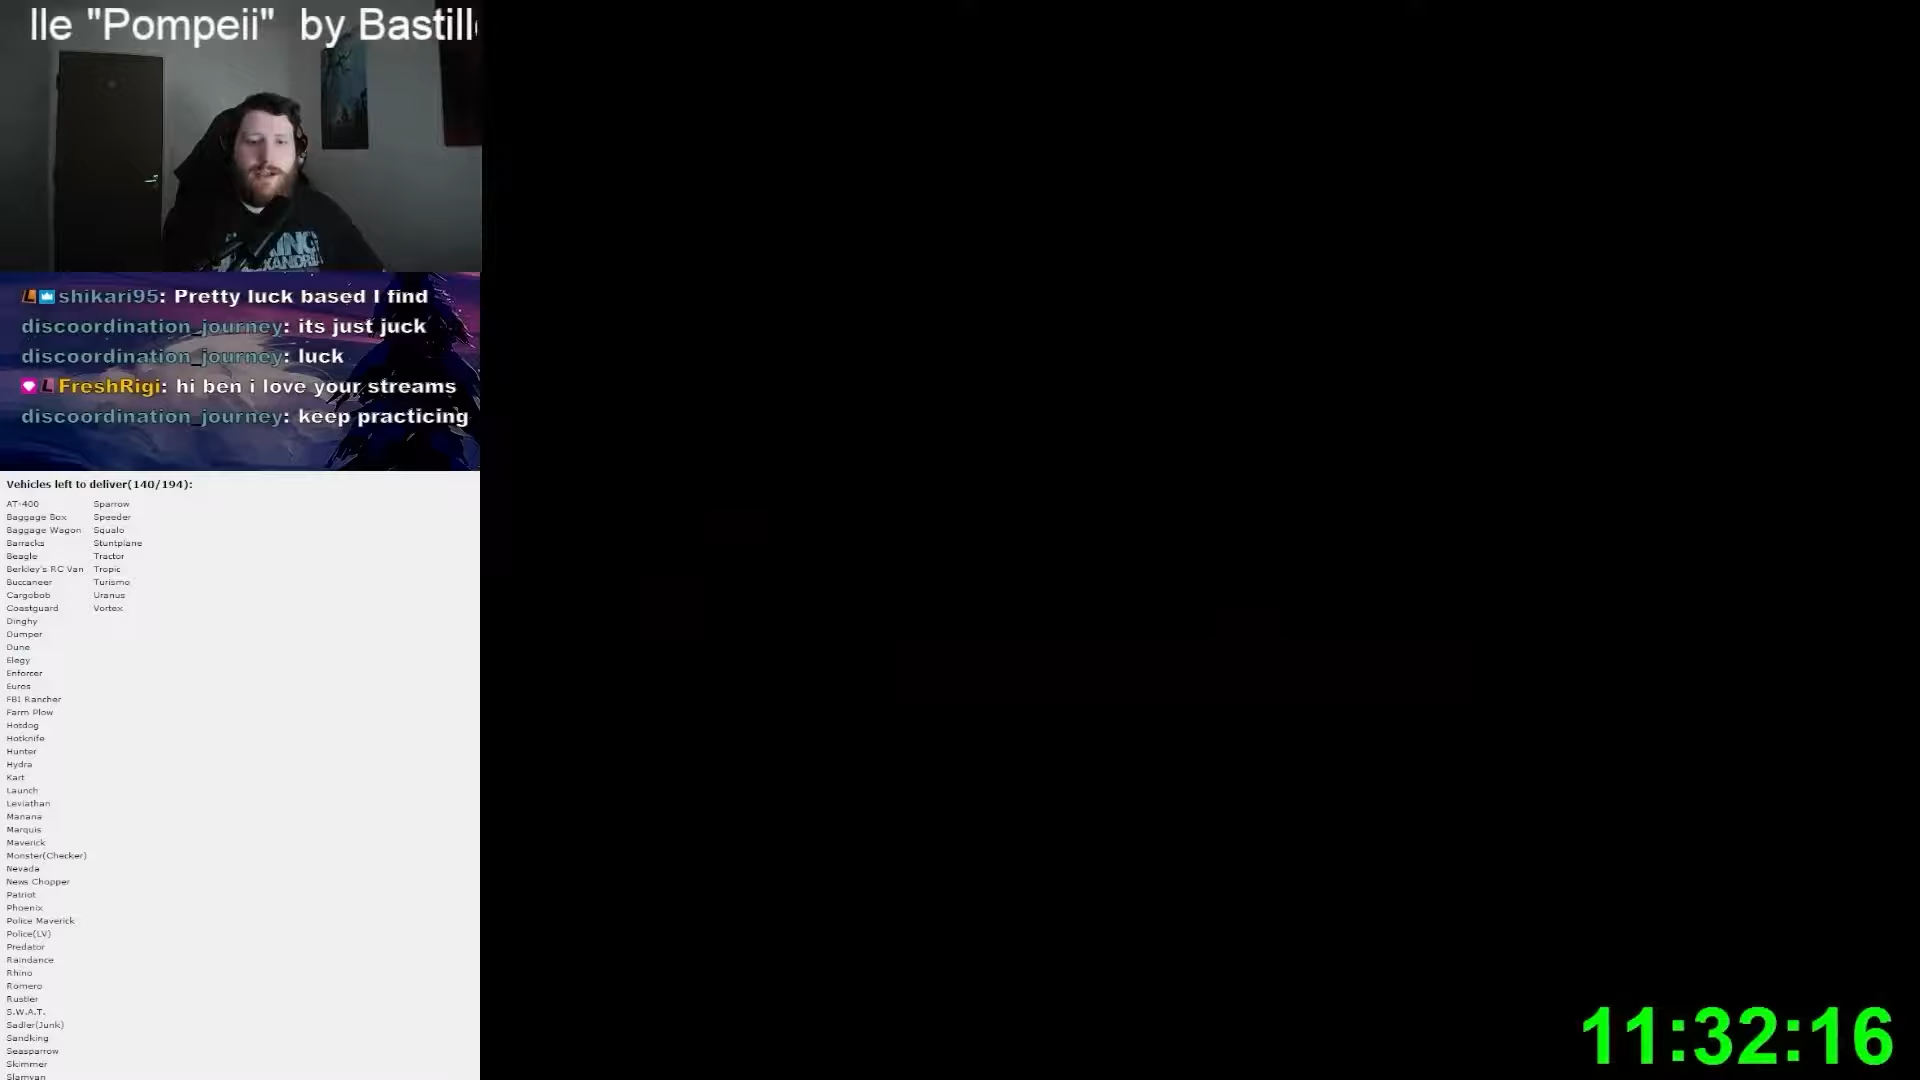 lle "Pompeii"  by Bastill
shikari95: Pretty luck based I find
discoordination_journey: its just juck
discoordination_journey: luck
FreshRigi: hi ben i love your streams
discoordination_journey: keep practicing
Vehicles left to deliver(140/194):
AT-400
Baggage Box
Baggage Wagon
Barracks
Beagle
Berkley's RC Van
Buccaneer
Cargobob
Coastguard
Dinghy
Dumper
Dune
Elegy
Enforcer
Euros
FBI Rancher
Farm Plow
Hotdog
Hotknife
Hunter
Hydra
Kart
Launch
Leviathan
Manana
Marquis
Maverick
Monster(Checker)
Nevada
News Chopper
Patriot
Phoenix
Police Maverick
Police(LV)
Predator
Raindance
Rhino
Romero
Rustler
S.W.A.T.
Sadler(Junk)
Sandking
Seasparrow
Skimmer
Slamvan
Sparrow
Speeder
Squalo
Stuntplane
Tractor
Tropic
Turismo
Uranus
Vortex
11:32:16